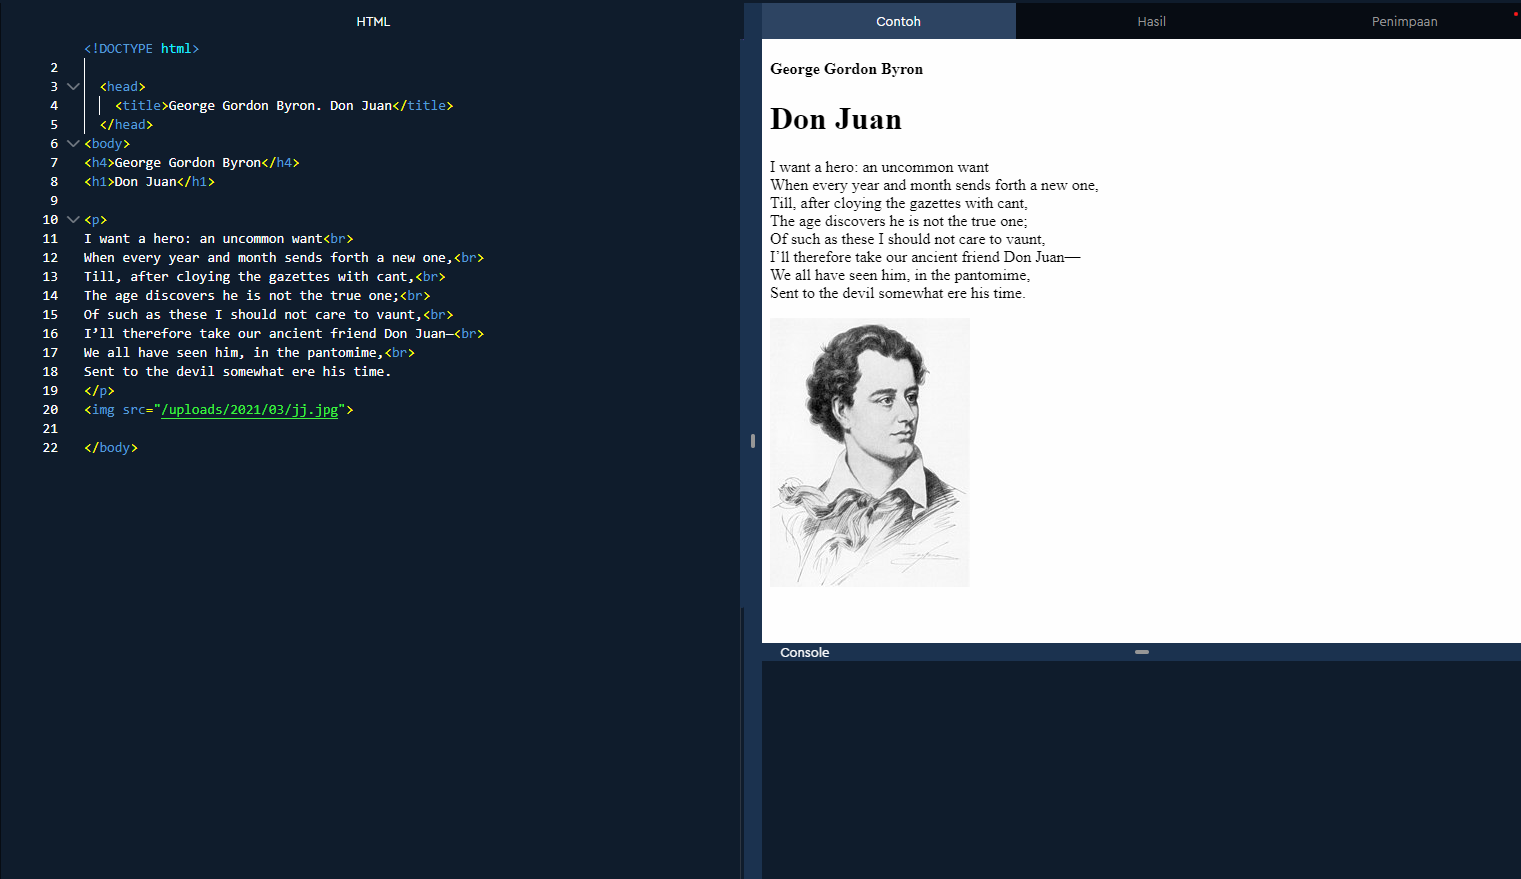 HTML
<!DOCTYPE html>
2
3 <head>
4 <title>George Gordon Byron. Don Juan</title>
5 </head>
6 <body>
7 <h4>George Gordon Byron</h4>
8 <h1>Don Juan</h1>
9
10 <p>
11 I want a hero: an uncommon want<br>
12 When every year and month sends forth a new one,<br>
13 Till, after cloying the gazettes with cant,<br>
14 The age discovers he is not the true one;<br>
15 Of such as these I should not care to vaunt,<br>
16 I’ll therefore take our ancient friend Don Juan—<br>
17 We all have seen him, in the pantomime,<br>
18 Sent to the devil somewhat ere his time.
19 </p>
20 <img src="/uploads/2021/03/jj.jpg">
21
22 </body>
Contoh
Hasil
Penimpaan
George Gordon Byron
Don Juan
I want a hero: an uncommon want
When every year and month sends forth a new one,
Till, after cloying the gazettes with cant,
The age discovers he is not the true one;
Of such as these I should not care to vaunt,
I’ll therefore take our ancient friend Don Juan—
We all have seen him, in the pantomime,
Sent to the devil somewhat ere his time.
Console